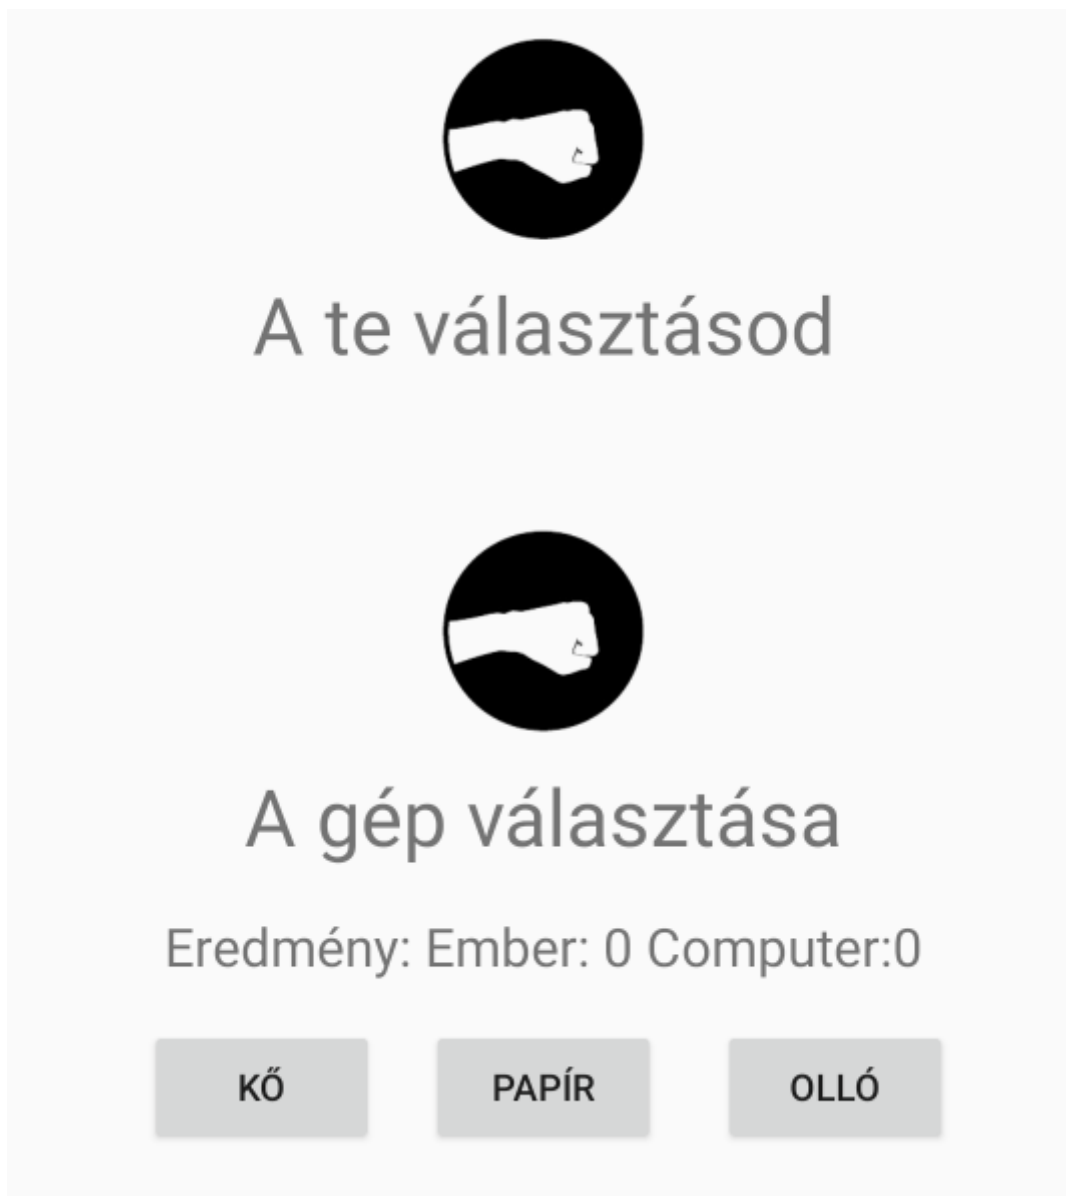 A te választásod
A gép választása
Eredmény: Ember: 0 Computer:0
KŐ PAPÍR OLLÓ